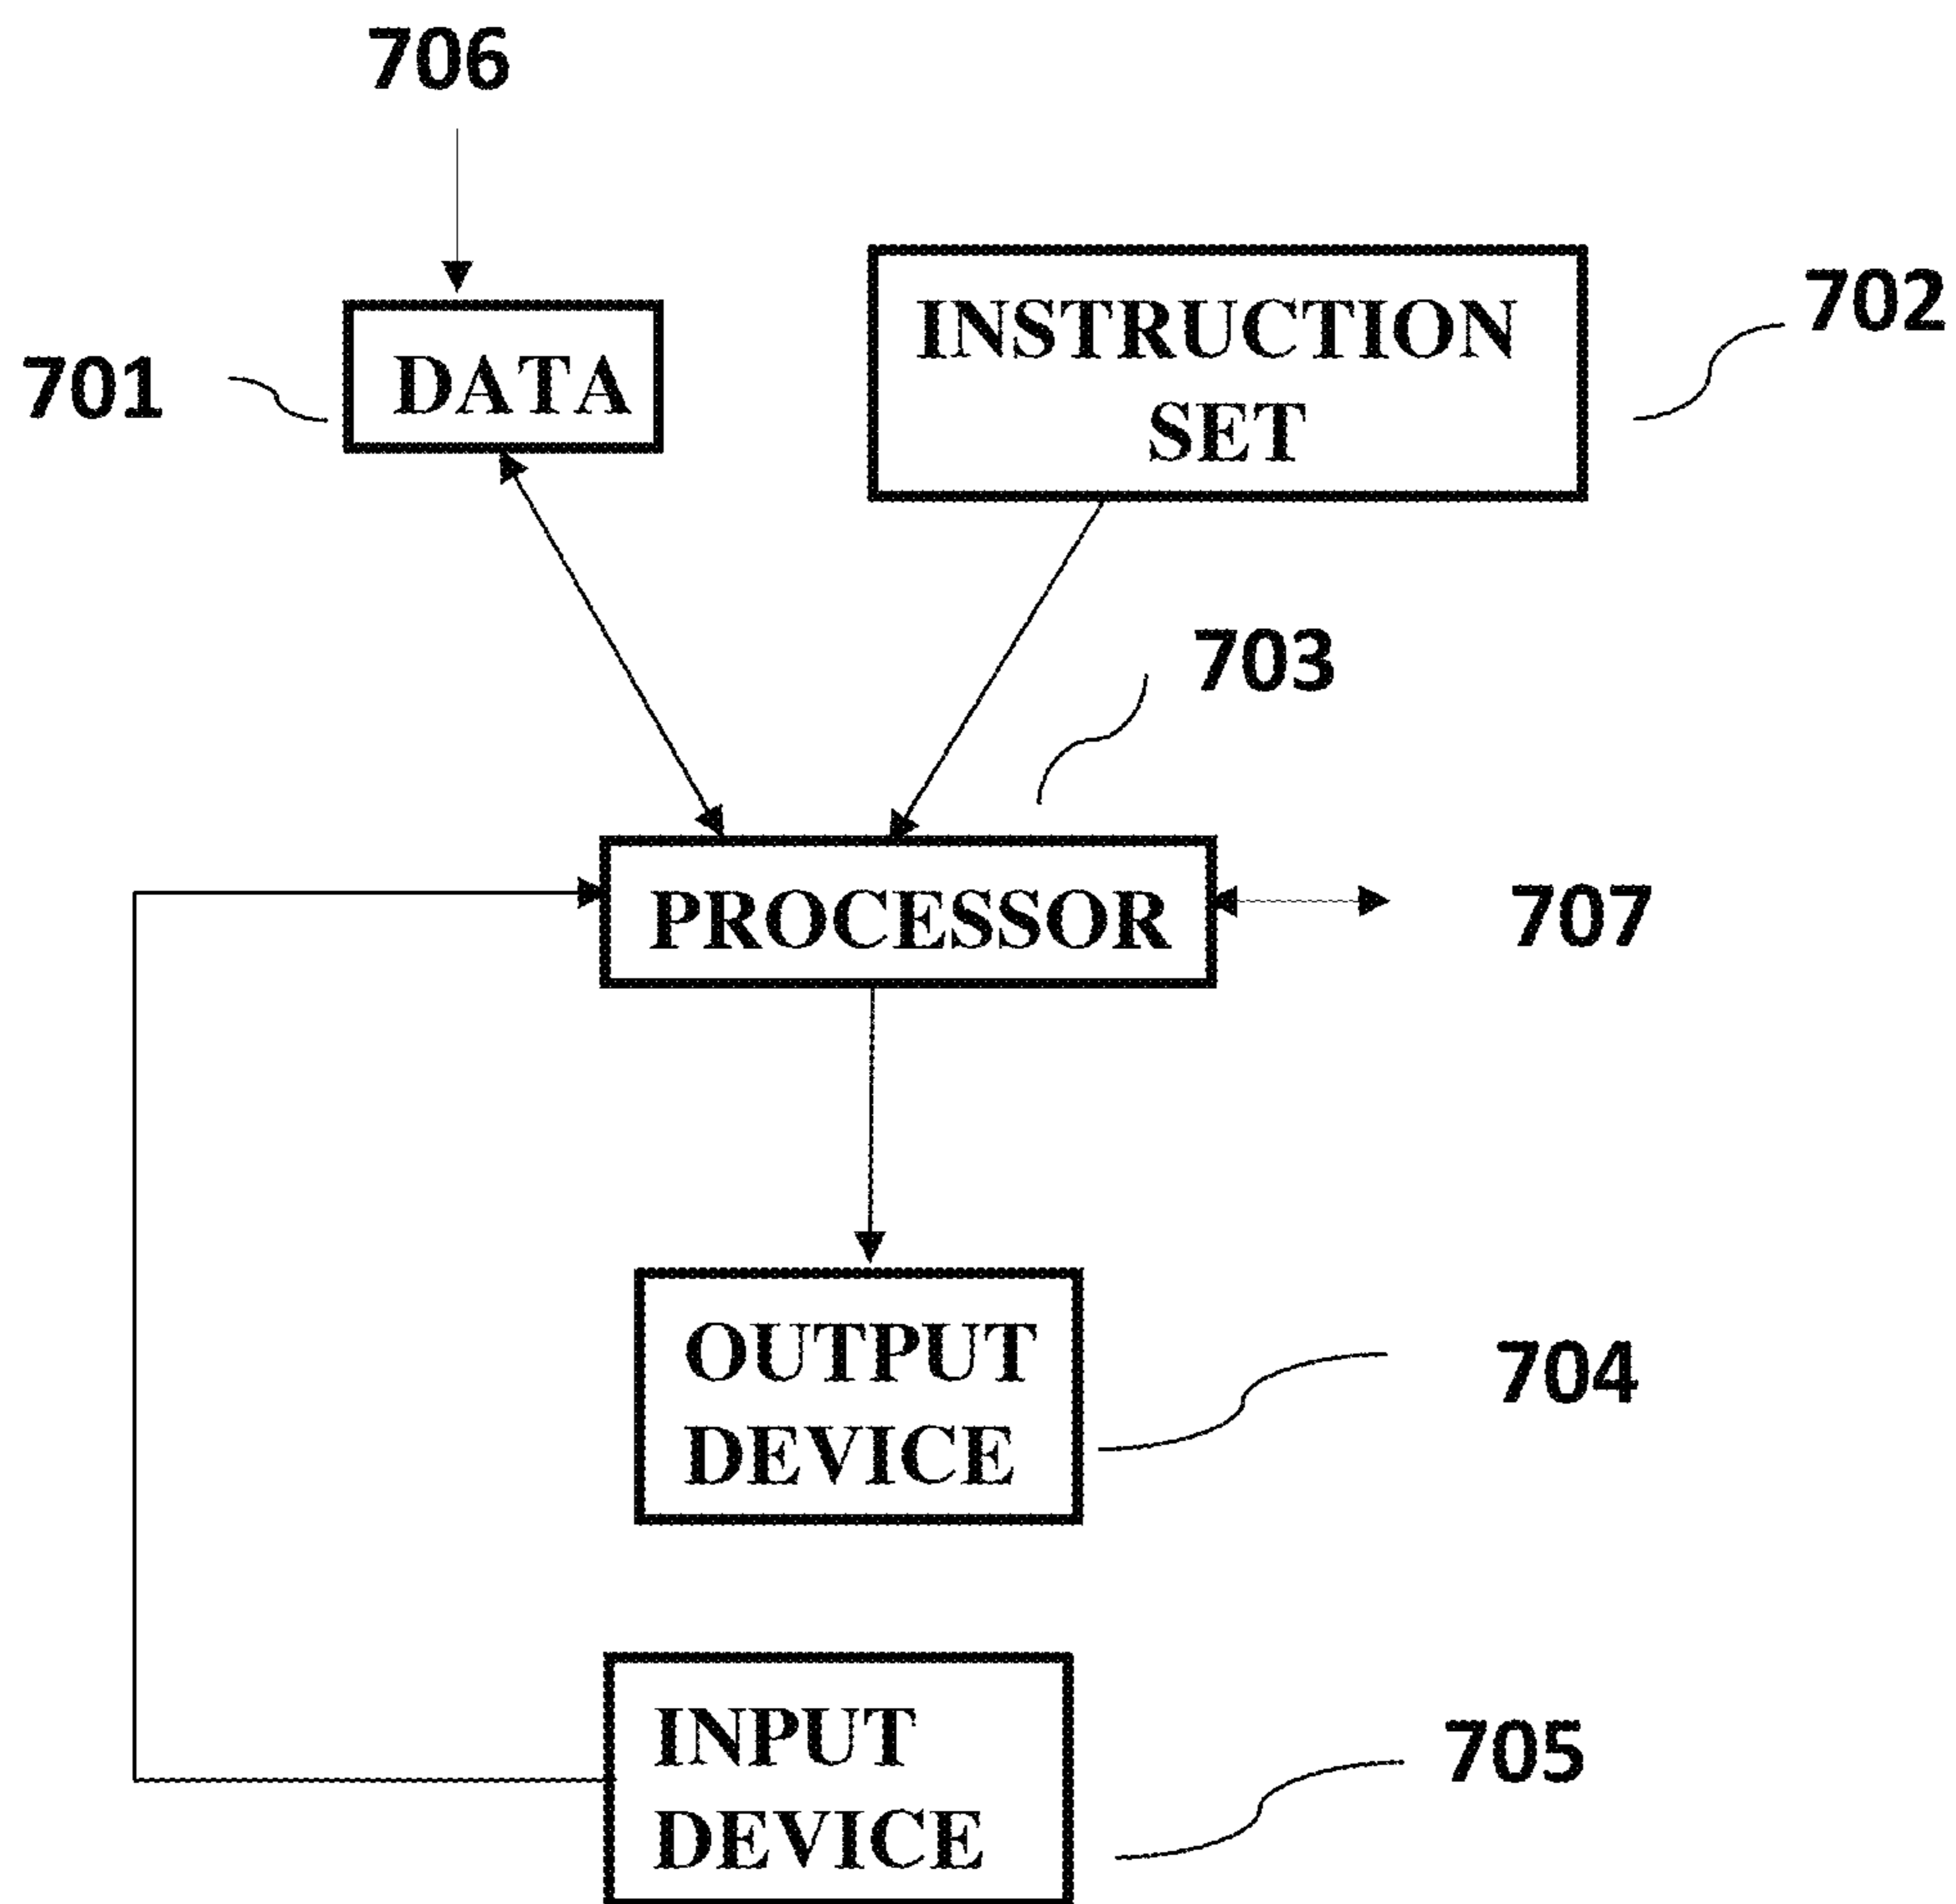 706
INSTRUCTION
SET
702
DATA
701
703
PROCESSOR
707
OUTPUT
DEVICE
704
INPUT
DEVICE
705